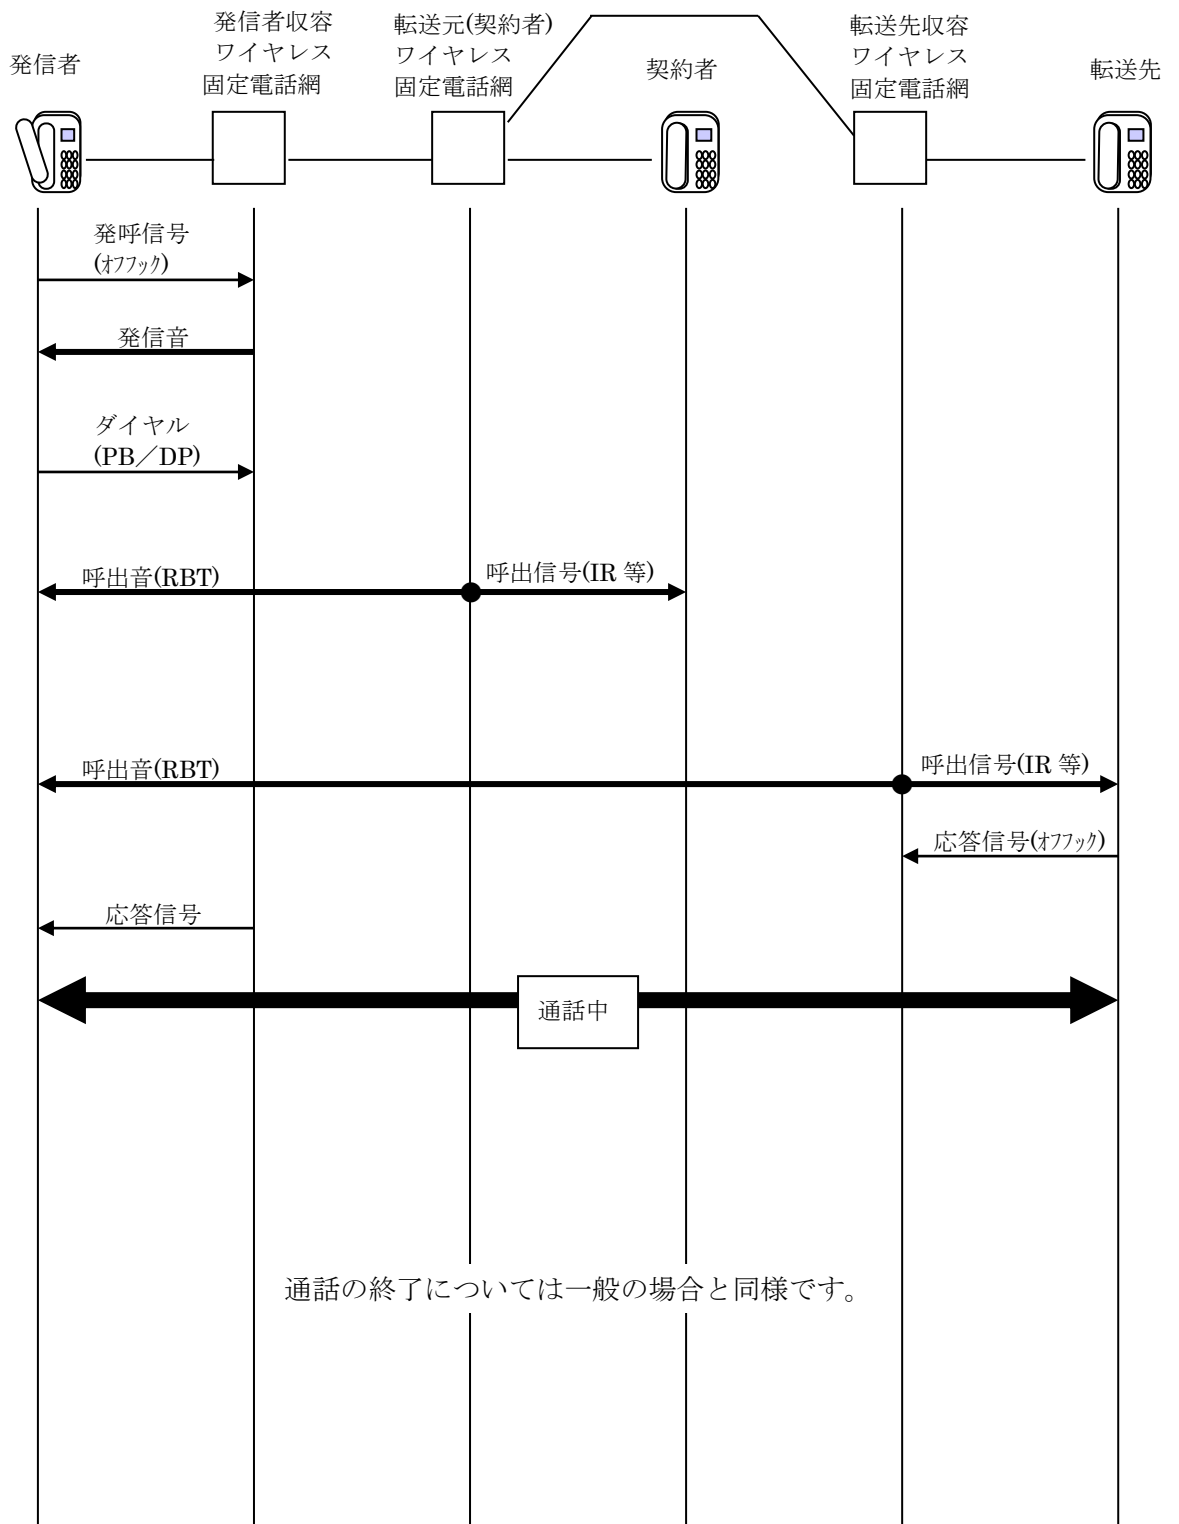 発信者
発信者収容
ワイヤレス
固定電話網
転送元(契約者)
ワイヤレス
固定電話網
契約者
転送先収容
ワイヤレス
固定電話網
転送先
発呼信号
(ｵﾌﾌｯｸ)
発信音
ダイヤル
(PB／DP)
呼出音(RBT)
呼出信号(IR 等)
呼出音(RBT)
呼出信号(IR 等)
応答信号(ｵﾌﾌｯｸ)
応答信号
通話中
通話の終了については一般の場合と同様です。